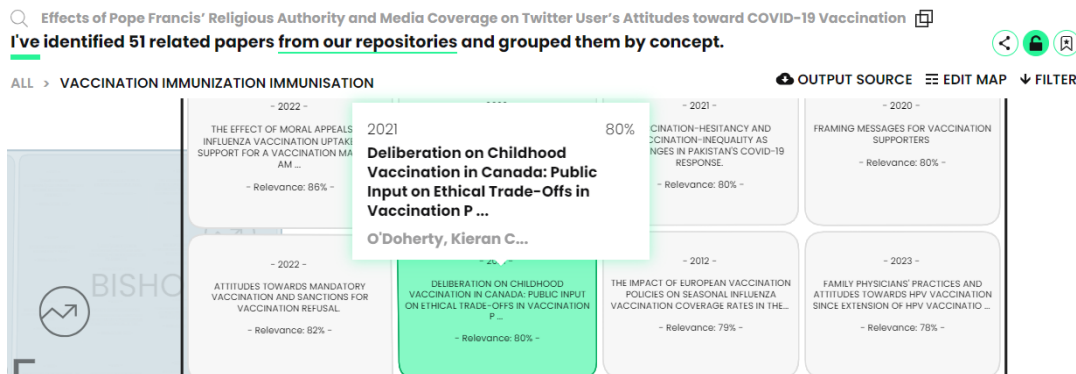 Effects of Pope Francis’ Religious Authority and Media Coverage on Twitter User’s Attitudes toward COVID-19 Vaccination
I've identified 51 related papers from our repositories and grouped them by concept.
ALL > VACCINATION IMMUNIZATION IMMUNISATION
OUTPUT SOURCE EDIT MAP FILTER
- 2022 -
THE EFFECT OF MORAL APPEALS
INFLUENZA VACCINATION UPTAKE
SUPPORT FOR A VACCINATION MA
AM ...
- Relevance: 86% -
2021 80%
Deliberation on Childhood
Vaccination in Canada: Public
Input on Ethical Trade-Offs in
Vaccination P ...
O'Doherty, Kieran C...
- 2021 -
CINATION-HESITANCY AND
CCINATION-INEQUALITY AS
NGES IN PAKISTAN'S COVID-19
RESPONSE.
- Relevance: 80% -
- 2020 -
FRAMING MESSAGES FOR VACCINATION
SUPPORTERS
- Relevance: 80% -
BISHO
- 2022 -
ATTITUDES TOWARDS MANDATORY
VACCINATION AND SANCTIONS FOR
VACCINATION REFUSAL
- Relevance: 82% -
DELIBERATION ON CHILDHOOD
VACCINATION IN CANADA: PUBLIC INPUT
ON ETHICAL TRADE-OFFS IN VACCINATION
P ...
- Relevance: 80% -
- 2012 -
THE IMPACT OF EUROPEAN VACCINATION
POLICIES ON SEASONAL INFLUENZA
VACCINATION COVERAGE RATES IN THE...
- Relevance: 79% -
- 2023 -
FAMILY PHYSICIANS' PRACTICES AND
ATTITUDES TOWARDS HPV VACCINATION
SINCE EXTENSION OF HPV VACCINATIO ...
- Relevance: 78% -